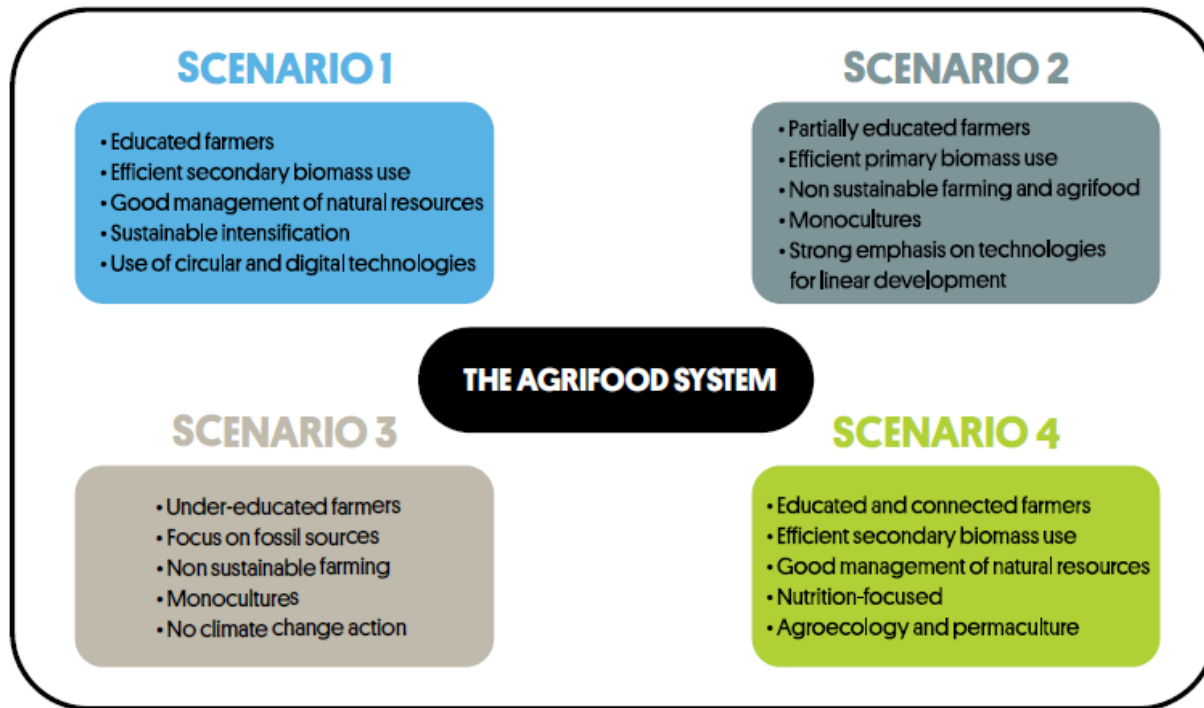 SCENARIO 1
• Educated farmers
• Efficient secondary biomass use
• Good management of natural resources
• Sustainable intensification
• Use of circular and digital technologies
SCENARIO 2
• Partially educated farmers
• Efficient primary biomass use
• Non sustainable farming and agrifood
• Monocultures
• Strong emphasis on technologies
for linear development
THE AGRIFOOD SYSTEM
SCENARIO 3
• Under-educated farmers
• Focus on fossil sources
• Non sustainable farming
• Monocultures
• No climate change action
SCENARIO 4
• Educated and connected farmers
• Efficient secondary biomass use
• Good management of natural resources
• Nutrition-focused
• Agroecology and permaculture